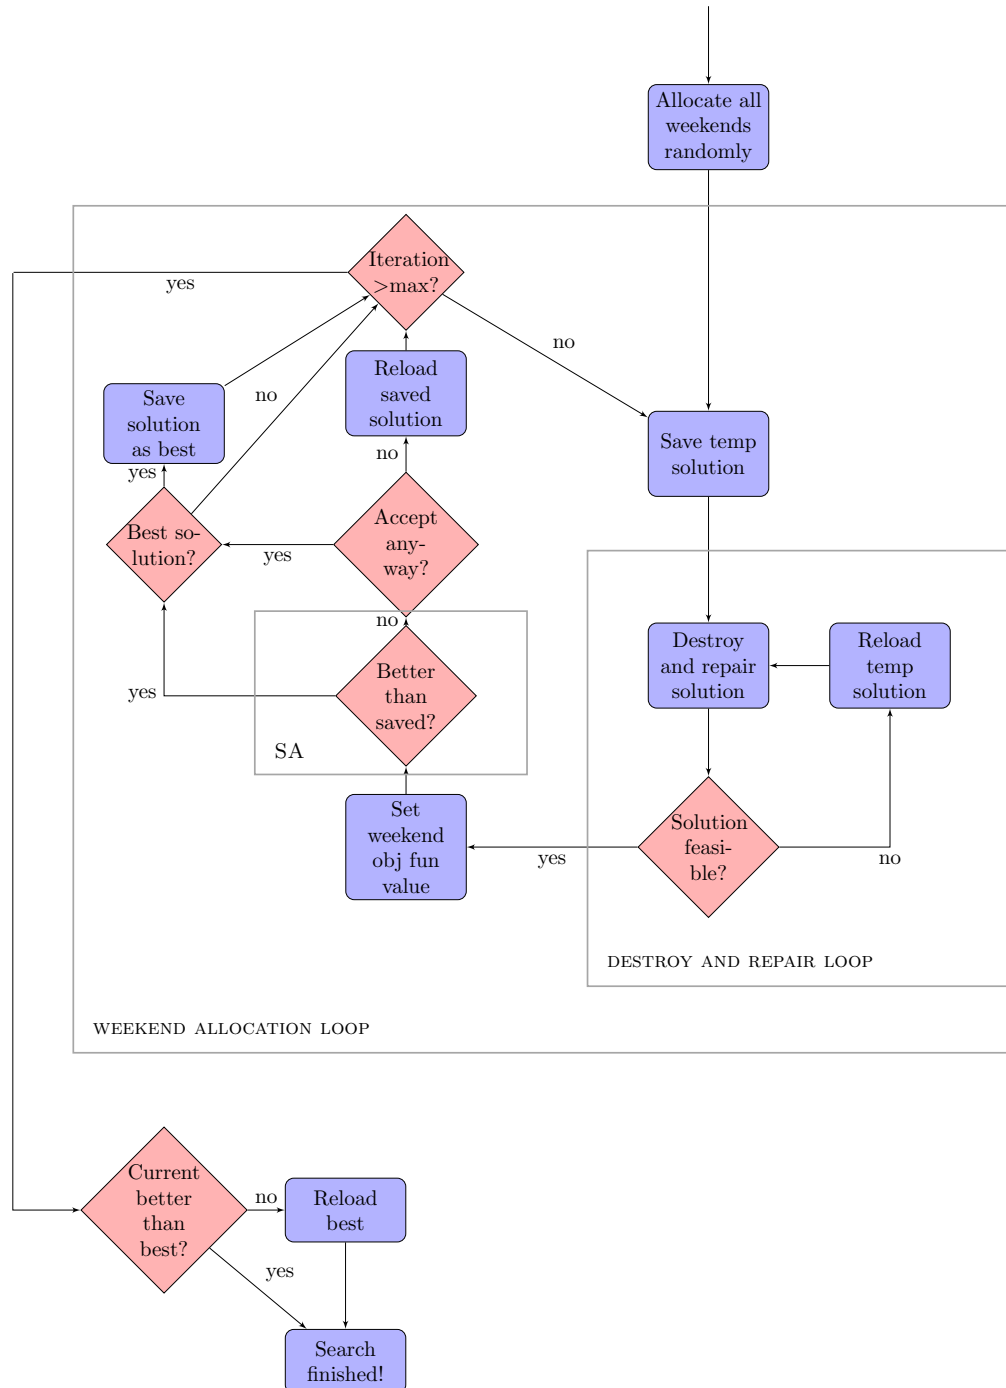 Allocate all
weekends
randomly
Iteration
>max?
yes
no
Reload
saved
solution
no
Save
solution
as best
Save temp
solution
yes
no
Best so-
lution?
yes
Accept
any-
way?
no
Destroy
and repair
solution
Reload
temp
solution
yes
Better
than
saved?
SA
Set
weekend
obj fun
value
yes
Solution
feasi-
ble?
no
DESTROY AND REPAIR LOOP
WEEKEND ALLOCATION LOOP
Current
better
than
best?
no
Reload
best
yes
Search
finished!